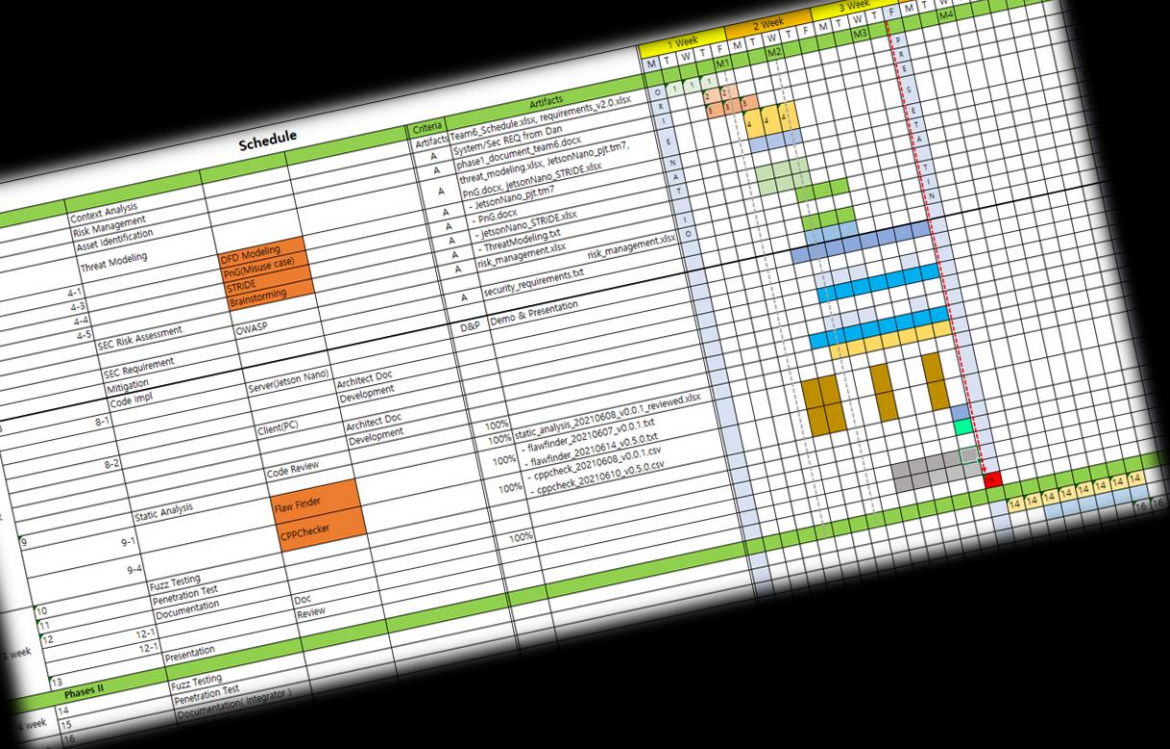 Schedule
1 Week 2 Week 3 Week
M T W T F M T W T F M T W T F M T W
Criteria Artifacts
M1 M2 M3 M4
Artifacts Team6_Schedule.xlsx, requirements_v2.0.xlsx
Context Analysis A System/Sec REQ from Dan
Risk Management A phase1_document_team6.docx
Asset Identification
Threat Modeling A threat_modeling.xlsx, JetsonNano_pjt.tm7,
PnG.docx, JetsonNano_STRIDE.xlsx
4-1 DFD Modeling A - JetsonNano_pjt.tm7
4-3 PnG(Misuse case) A - PnG.docx
4-4 STRIDE A - JetsonNano_STRIDE.xlsx
4-5 Brainstorming A - ThreatModeling.txt
SEC Risk Assessment OWASP A risk_management.xlsx risk_management.xlsx
SEC Requirement A security_requirements.txt
Mitigation
Code Impl D&P Demo & Presentation
8-1 Server(Jetson Nano) Architect Doc
Development
8-2 Client(PC) Architect Doc
Development
Code Review 100%
9 Static Analysis 100% static_analysis_20210608_v0.0.1_reviewed.xlsx
9-1 Flaw Finder 100% - flawfinder_20210607_v0.0.1.txt
- flawfinder_20210614_v0.5.0.txt
9-4 CPPChecker 100% - cppcheck_20210608_v0.0.1.csv
- cppcheck_20210610_v0.5.0.csv
10 Fuzz Testing
11 Penetration Test 100%
12 Documentation
12-1 Doc
12-1 Review
13 Presentation
3 week
Phases II
14 Fuzz Testing 14 14 14 14 14 14 14 14
15 Penetration Test
16 Documentation( Integrator ) 16 16
4 week